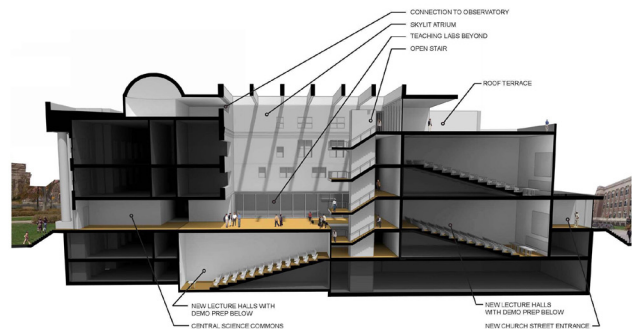 CONNECTION TO OBSERVATORY
SKYLIT ATRIUM
TEACHING LABS BEYOND
OPEN STAIR
ROOF TERRACE
NEW LECTURE HALLS WITH
DEMO PREP BELOW
CENTRAL SCIENCE COMMONS
NEW LECTURE HALLS
WITH DEMO PREP BELOW
NEW CHURCH STREET ENTRANCE